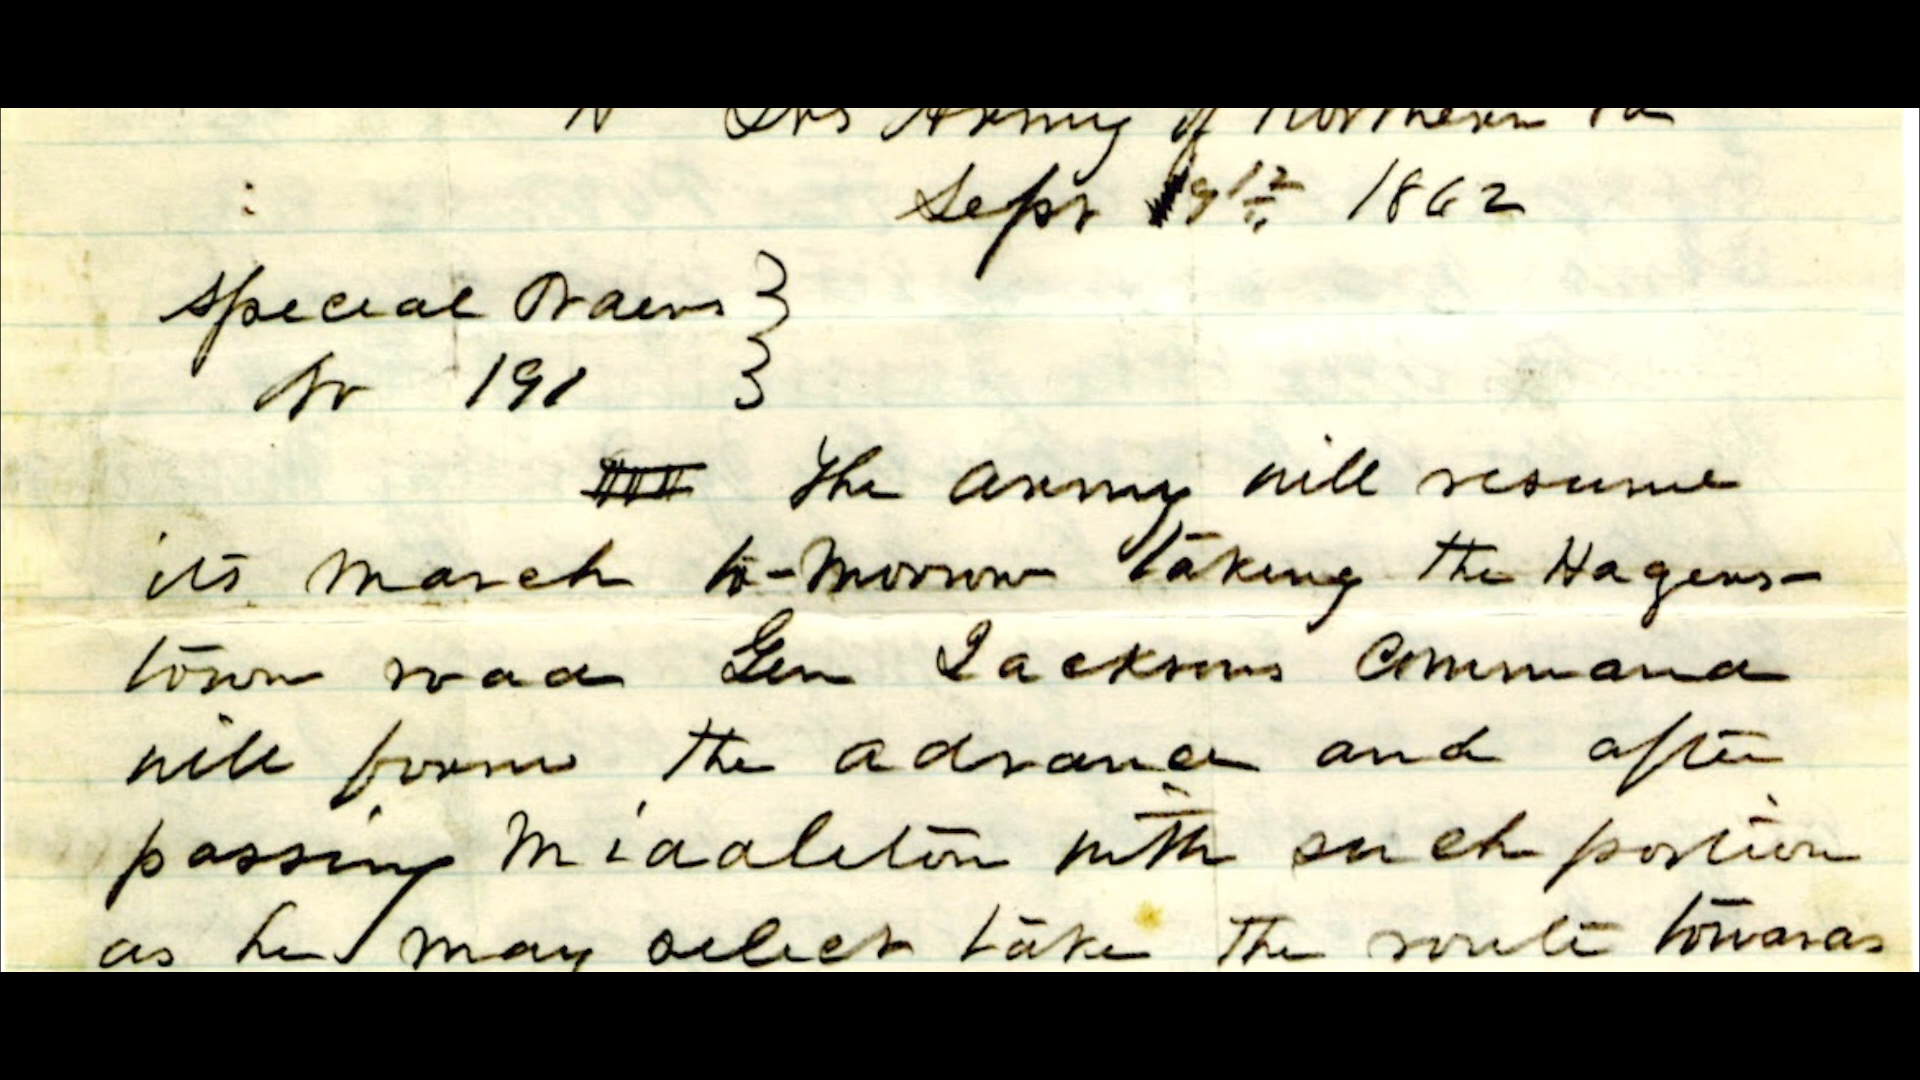 Hd Qrs Army of Northern Va
Sept 9th 1862
Special Orders }
No 191 }
III The army will resume
its march to-morrow taking the Hagers-
town road Gen Jacksons command
will form the advance and after
passing Middleton with such portion
as he may select take the route towards